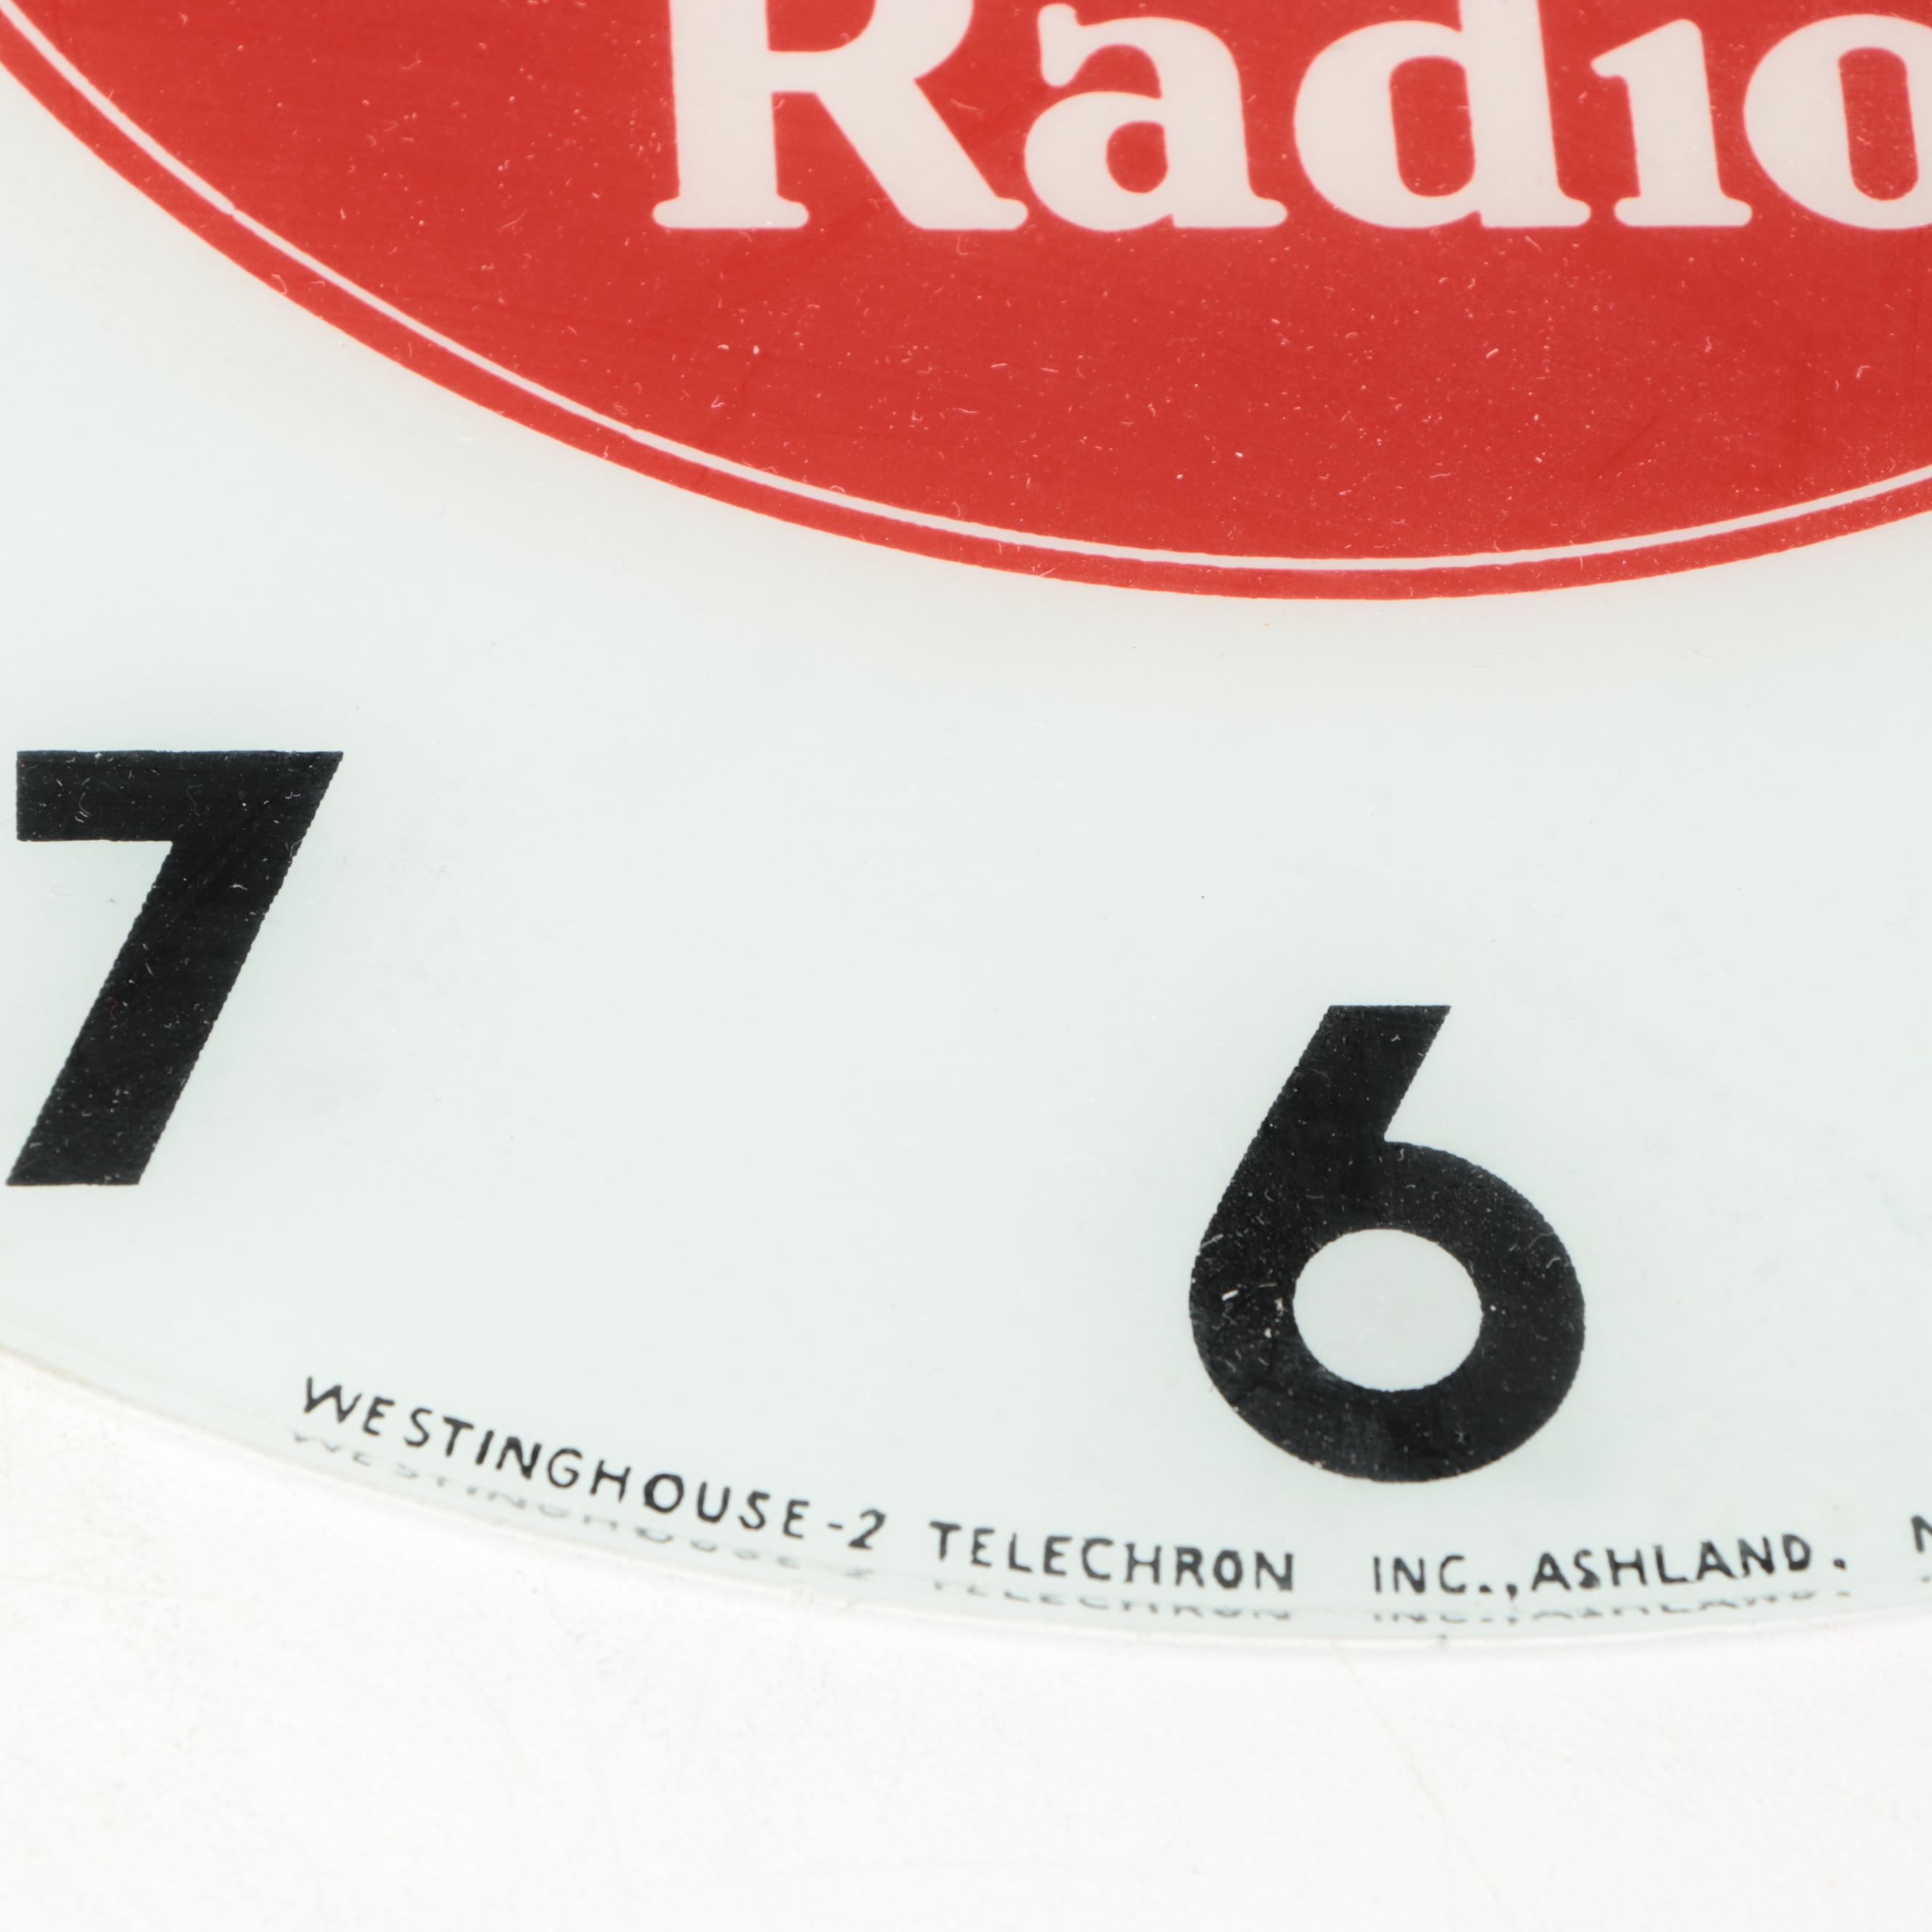 Radio
7
6
WESTINGHOUSE-2 TELECHRON INC., ASHLAND.